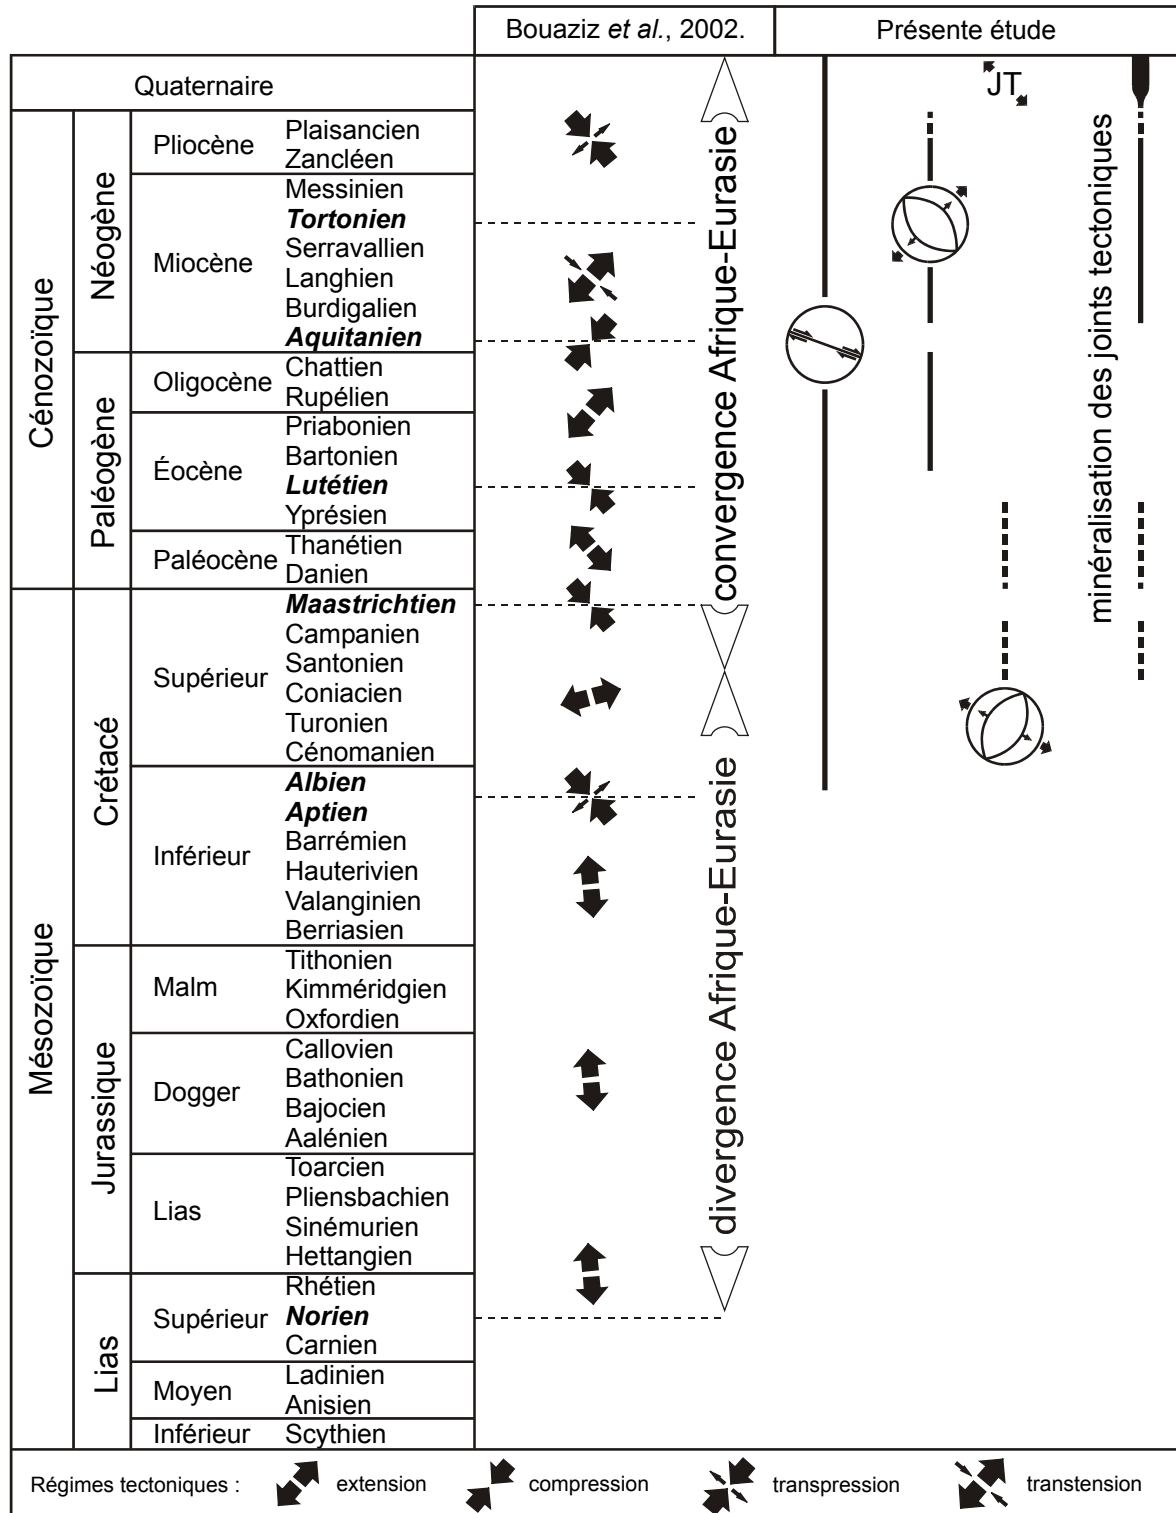 Bouaziz et al., 2002.
Présente étude
Quaternaire
JT
Cénozoïque
Néogène
Pliocène
Plaisancien
Zancléen
Miocène
Messinien
Tortonien
Serravallien
Langhien
Burdigalien
Aquitanien
Paléogène
Oligocène
Chattien
Rupélien
Éocène
Priabonien
Bartonien
Lutétien
Yprésien
Paléocène
Thanétien
Danien
Mésozoïque
Crétacé
Supérieur
Maastrichtien
Campanien
Santonien
Coniacien
Turonien
Cénomanien
Inférieur
Albien
Aptien
Barrémien
Hauterivien
Valanginien
Berriasien
Jurassique
Malm
Tithonien
Kimméridgien
Oxfordien
Dogger
Callovien
Bathonien
Bajocien
Aalénien
Lias
Toarcien
Pliensbachien
Sinémurien
Hettangien
Lias
Supérieur
Rhétien
Norien
Carnien
Moyen
Ladinien
Anisien
Inférieur
Scythien
convergence Afrique-Eurasie
divergence Afrique-Eurasie
minéralisation des joints tectoniques
Régimes tectoniques :
extension
compression
transpression
transtension